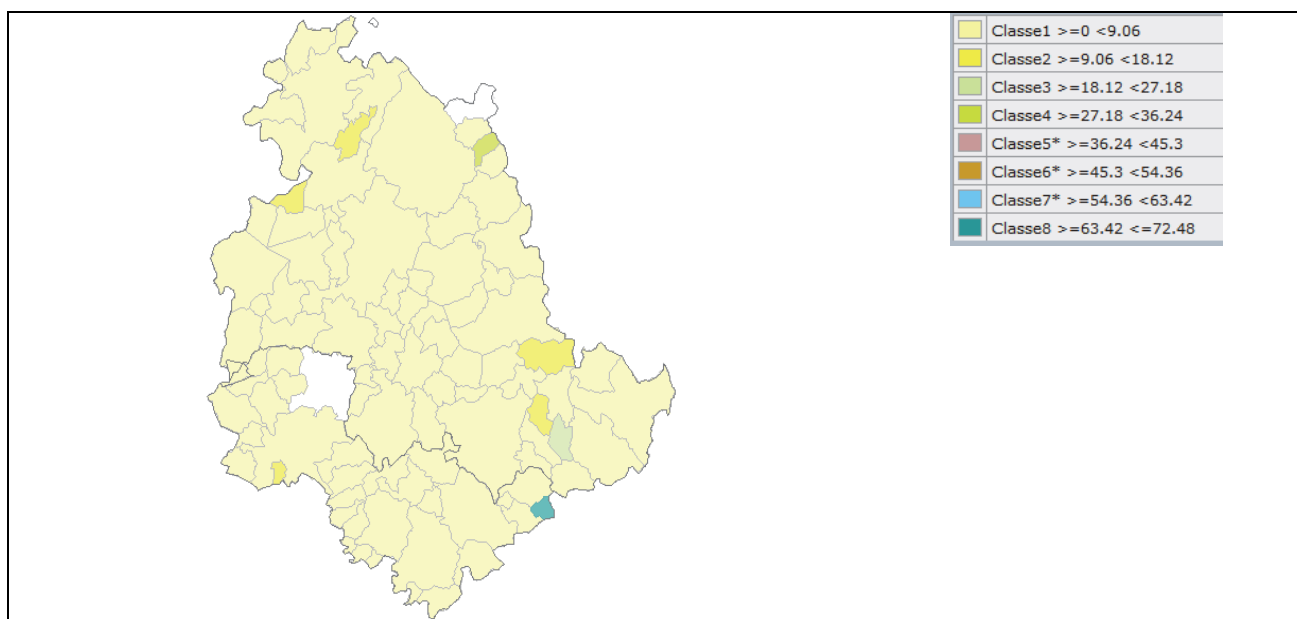 Classe1 >=0 <9.06
Classe2 >=9.06 <18.12
Classe3 >=18.12 <27.18
Classe4 >=27.18 <36.24
Classe5* >=36.24 <45.3
Classe6* >=45.3 <54.36
Classe7* >=54.36 <63.42
Classe8 >=63.42 <=72.48